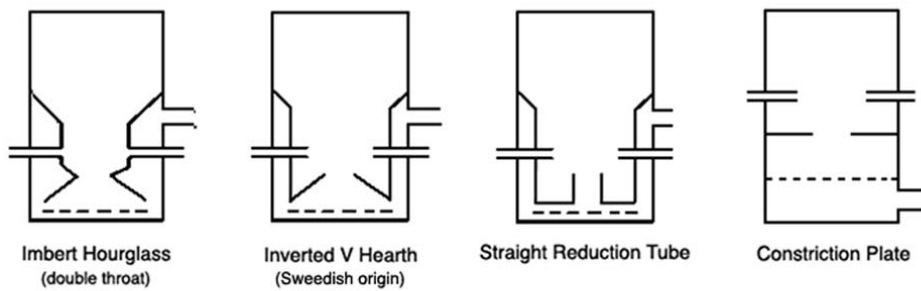 Imbert Hourglass
(double throat)
Inverted V Hearth
(Sweedish origin)
Straight Reduction Tube
Constriction Plate